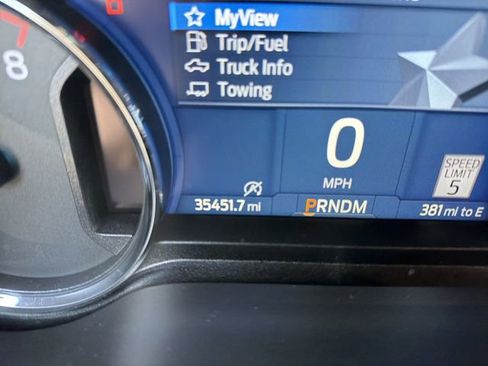 MyView
Trip/Fuel
Truck Info
Towing
8
0
MPH
SPEED
LIMIT
5
35451.7 mi
PRNDM
381 mi to E